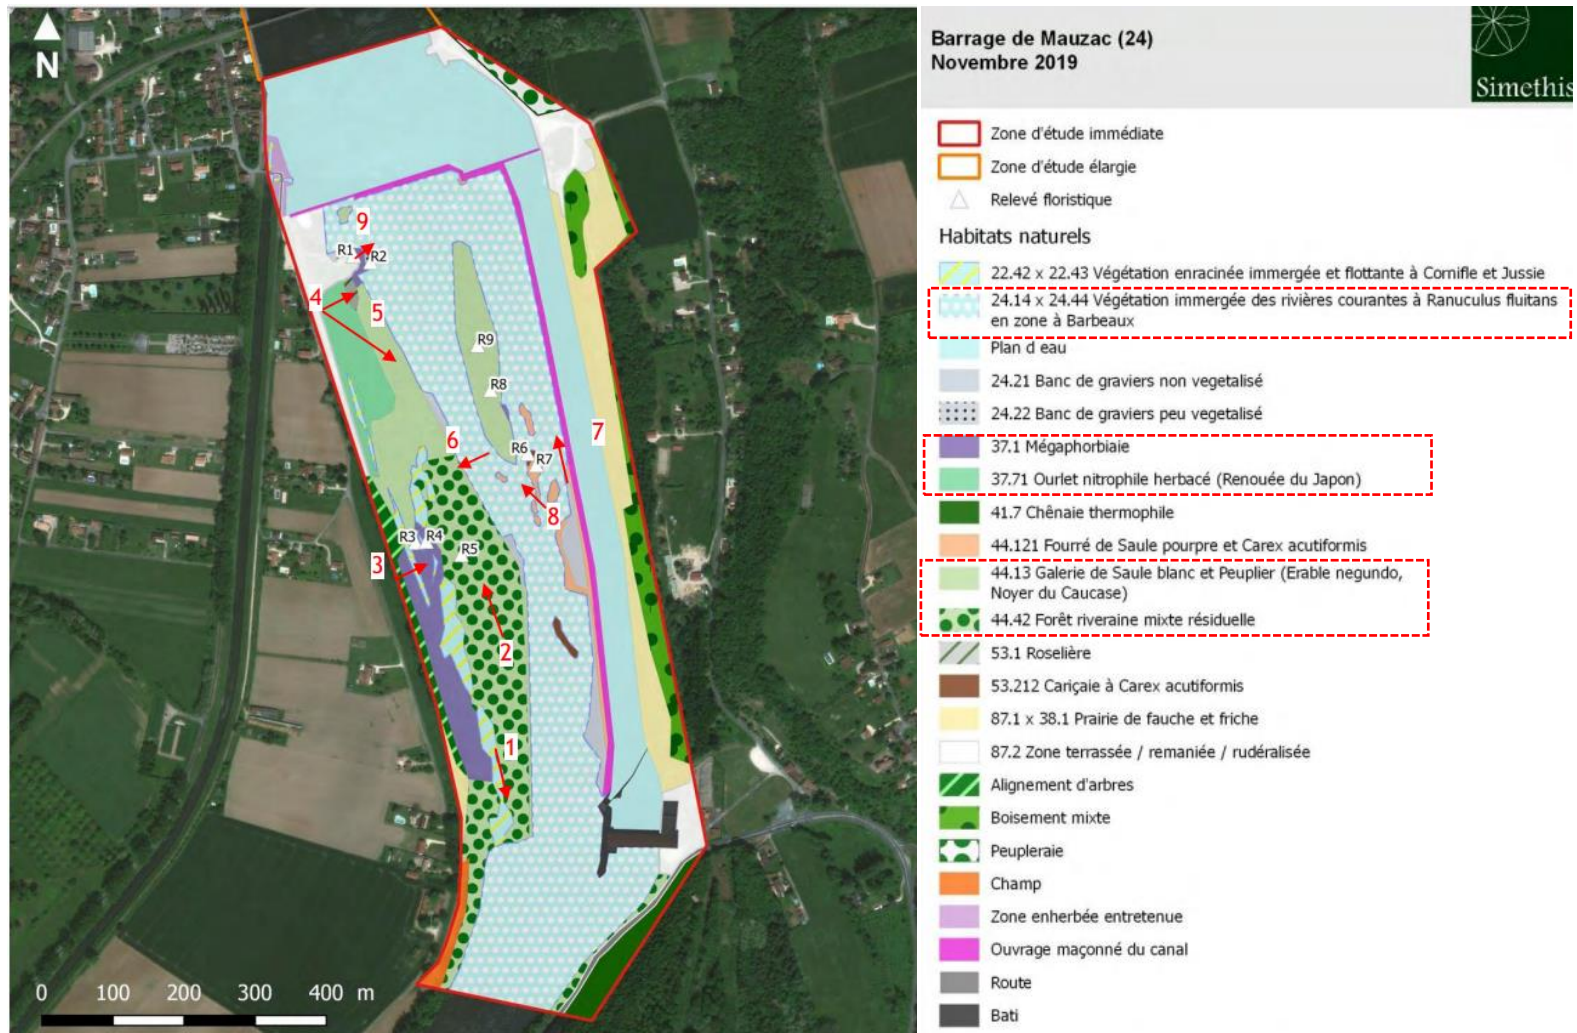 N
9
R1
R2
4
5
R9
R8
6
7
R6
R7
8
R3
R4
R5
3
2
1
0 100 200 300 400 m
Barrage de Mauzac (24)
Novembre 2019
Simethis
Zone d'étude immédiate
Zone d'étude élargie
Relevé floristique
Habitats naturels
22.42 x 22.43 Végétation enracinée immergée et flottante à Cornifle et Jussie
24.14 x 24.44 Végétation immergée des rivières courantes à Ranuculus fluitans
en zone à Barbeaux
Plan d eau
24.21 Banc de graviers non vegetalisé
24.22 Banc de graviers peu vegetalisé
37.1 Mégaphorbiaie
37.71 Ourlet nitrophile herbacé (Renouée du Japon)
41.7 Chênaie thermophile
44.121 Fourré de Saule pourpre et Carex acutiformis
44.13 Galerie de Saule blanc et Peuplier (Erable negundo,
Noyer du Caucase)
44.42 Forêt riveraine mixte résiduelle
53.1 Roselière
53.212 Cariçaie à Carex acutiformis
87.1 x 38.1 Prairie de fauche et friche
87.2 Zone terrassée / remaniée / rudéralisée
Alignement d'arbres
Boisement mixte
Peupleraie
Champ
Zone enherbée entretenue
Ouvrage maçonné du canal
Route
Bati